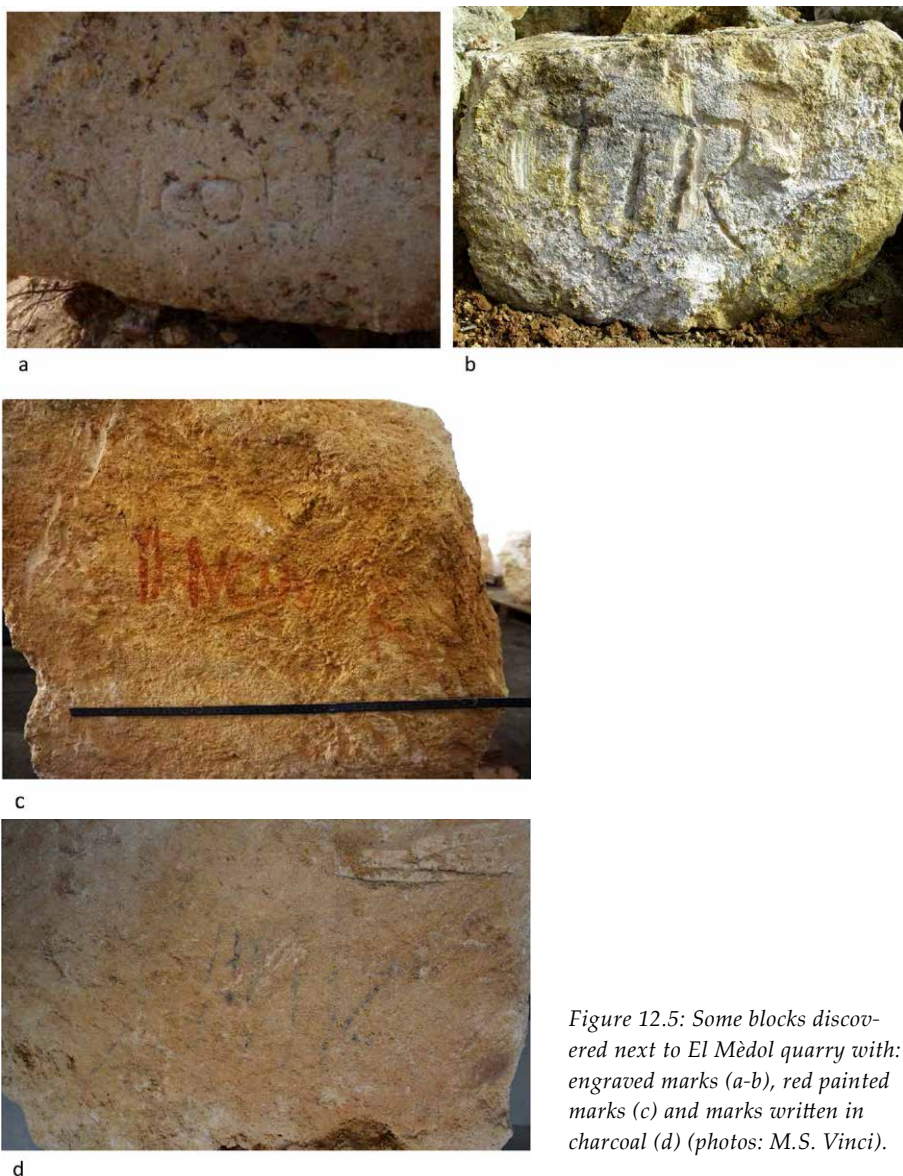 a
b
TIR
c
d
Figure 12.5: Some blocks discov-
ered next to El Mèdol quarry with:
engraved marks (a-b), red painted
marks (c) and marks written in
charcoal (d) (photos: M.S. Vinci).